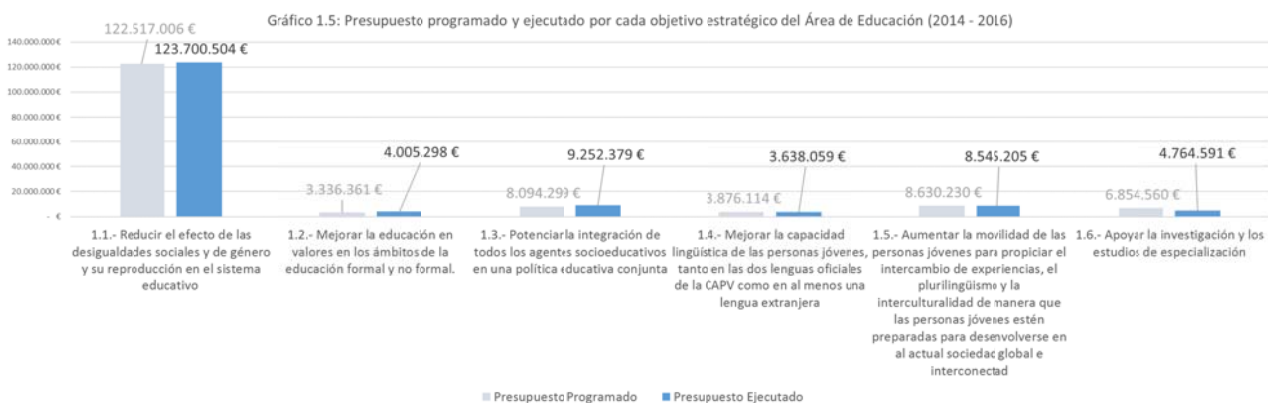 Gráfico 1.5: Presupuesto programado y ejecutado por cada objetivo estratégico del Área de Educación (2014 - 2016)
140.000.000 €
120.000.000 €
100.000.000 €
80.000.000 €
60.000.000 €
40.000.000 €
20.000.000 €
- €
122.517.006 €
123.700.504 €
3.336.361 €
4.005.298 €
8.094.299 €
9.252.379 €
3.876.114 €
3.638.059 €
8.630.230 €
8.545.205 €
6.854.560 €
4.764.591 €
1.1.- Reducir el efecto de las
desigualdades sociales y de género
y su reproducción en el sistema
educativo
1.2.- Mejorar la educación en
valores en los ámbitos de la
educación formal y no formal.
1.3.- Potenciar la integración de
todos los agentes socioeducativos
en una política educativa conjunta
1.4.- Mejorar la capacidad
lingüística de las personas jóvenes,
tanto en las dos lenguas oficiales
de la CAPV como en al menos una
lengua extranjera
1.5.- Aumentar la movilidad de las
personas jóvenes para propiciar el
intercambio de experiencias, el
plurilingüismo y la
interculturalidad de manera que
las personas jóvenes estén
preparadas para desenvolverse en
al actual sociedad global e
interconectad
1.6.- Apoyar la investigación y los
estudios de especialización
Presupuesto Programado
Presupuesto Ejecutado